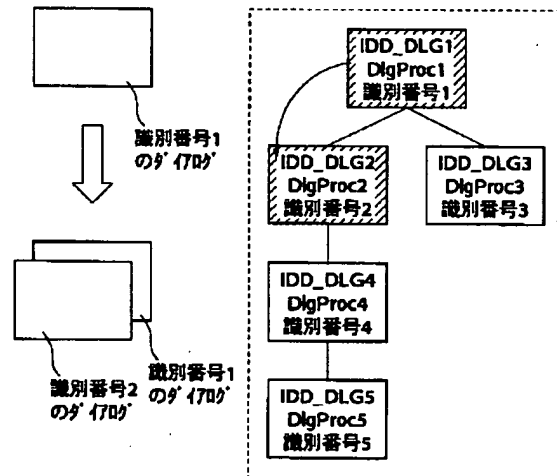 識別番号1
のダイアログ
識別番号2
のダイアログ
識別番号1
のダイアログ
IDD_DLG1
DlgProc1
識別番号1
IDD_DLG2
DlgProc2
識別番号2
IDD_DLG3
DlgProc3
識別番号3
IDD_DLG4
DlgProc4
識別番号4
IDD_DLG5
DlgProc5
識別番号5